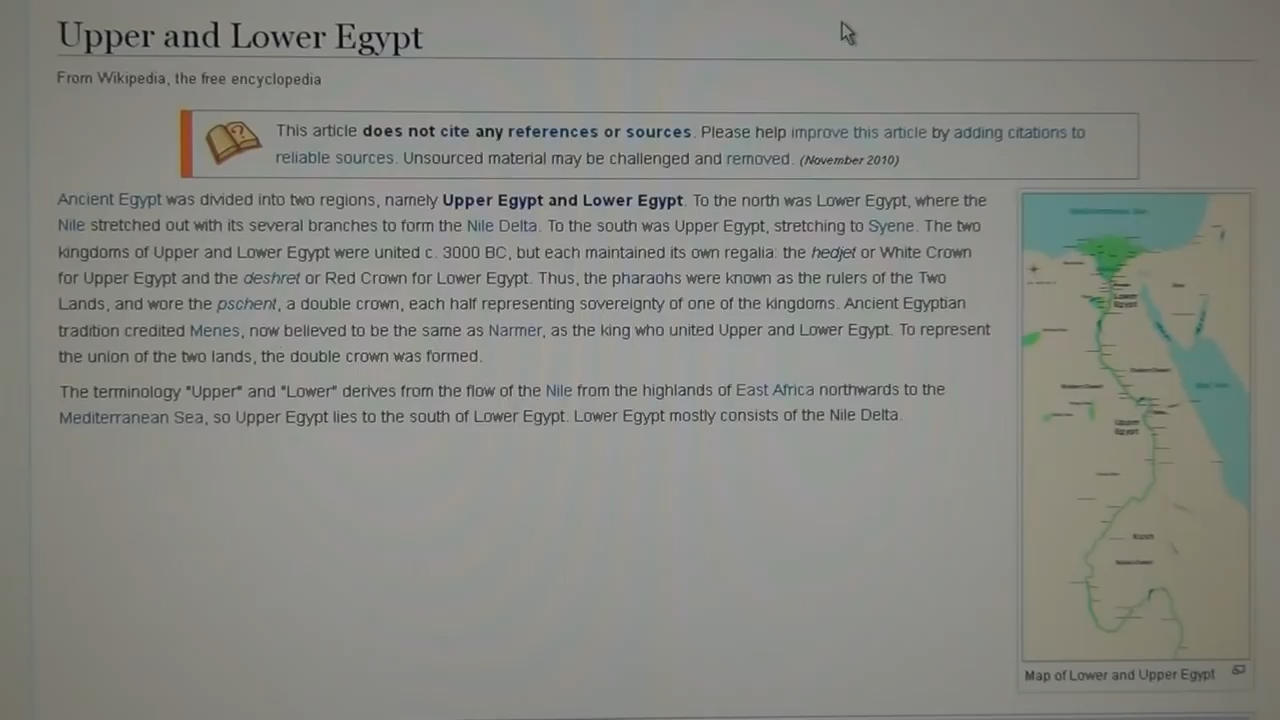 Upper and Lower Egypt
From Wikipedia, the free encyclopedia
This article does not cite any references or sources. Please help improve this article by adding citations to
reliable sources. Unsourced material may be challenged and removed. (November 2010)
Ancient Egypt was divided into two regions, namely Upper Egypt and Lower Egypt. To the north was Lower Egypt, where the
Nile stretched out with its several branches to form the Nile Delta. To the south was Upper Egypt, stretching to Syene. The two
kingdoms of Upper and Lower Egypt were united c. 3000 BC, but each maintained its own regalia: the hedjet or White Crown
for Upper Egypt and the deshret or Red Crown for Lower Egypt. Thus, the pharaohs were known as the rulers of the Two
Lands, and wore the pschent, a double crown, each half representing sovereignty of one of the kingdoms. Ancient Egyptian
tradition credited Menes, now believed to be the same as Narmer, as the king who united Upper and Lower Egypt. To represent
the union of the two lands, the double crown was formed.
The terminology "Upper" and "Lower" derives from the flow of the Nile from the highlands of East Africa northwards to the
Mediterranean Sea, so Upper Egypt lies to the south of Lower Egypt. Lower Egypt mostly consists of the Nile Delta.
Lower
Egypt
Upper
Egypt
Kush
Map of Lower and Upper Egypt